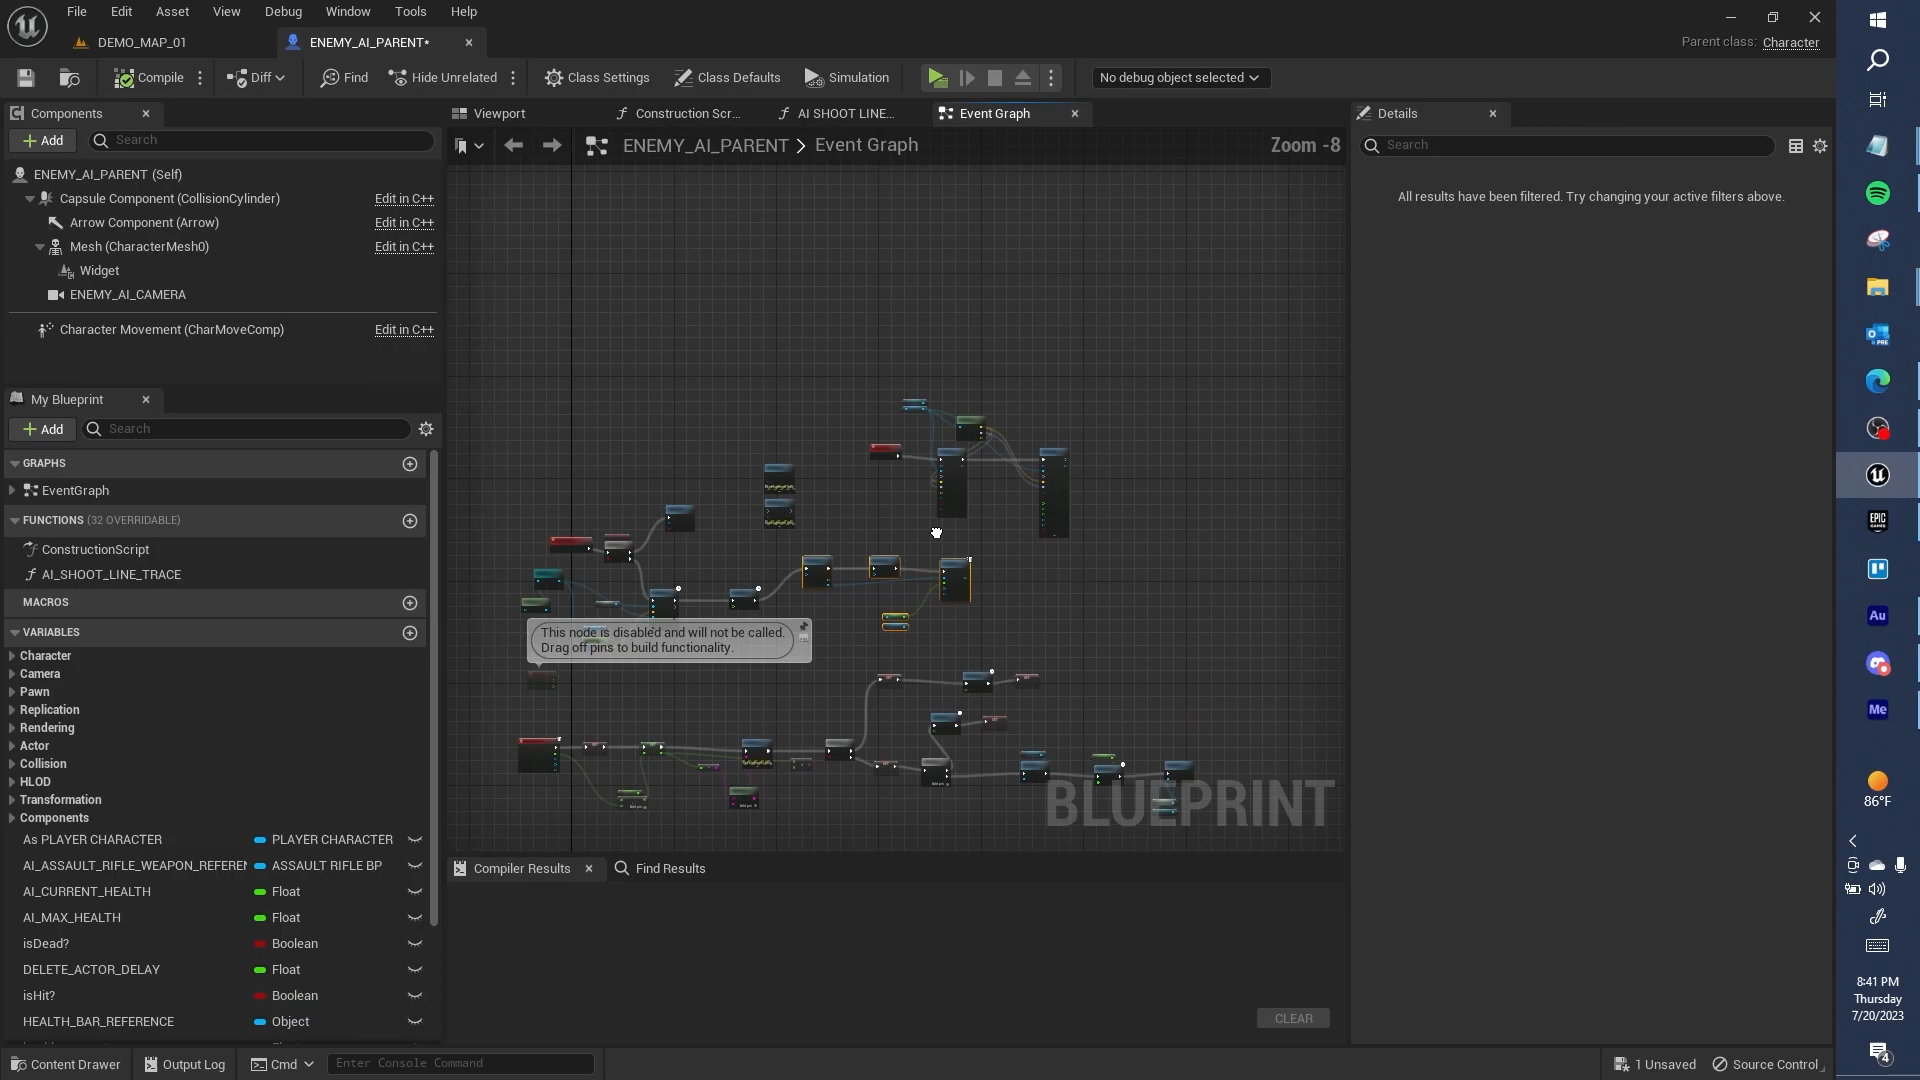 File Edit Asset View Debug Window Tools Help
DEMO_MAP_01
ENEMY_AI_PARENT*
Parent class: Character
Compile
Diff
Find
Hide Unrelated
Class Settings
Class Defaults
Simulation
No debug object selected
Components
Add
Search
ENEMY_AI_PARENT (Self)
Capsule Component (CollisionCylinder) Edit in C++
Arrow Component (Arrow) Edit in C++
Mesh (CharacterMesh0) Edit in C++
Widget
ENEMY_AI_CAMERA
Character Movement (CharMoveComp) Edit in C++
My Blueprint
Add
Search
GRAPHS
EventGraph
FUNCTIONS (32 OVERRIDABLE)
ConstructionScript
AI_SHOOT_LINE_TRACE
MACROS
VARIABLES
Character
Camera
Pawn
Replication
Rendering
Actor
Collision
HLOD
Transformation
Components
As PLAYER CHARACTER PLAYER CHARACTER
AI_ASSAULT_RIFLE_WEAPON_REFEREN ASSAULT RIFLE BP
AI_CURRENT_HEALTH Float
AI_MAX_HEALTH Float
isDead? Boolean
DELETE_ACTOR_DELAY Float
isHit? Boolean
HEALTH_BAR_REFERENCE Object
Viewport
Construction Scr...
AI SHOOT LINE...
Event Graph
ENEMY_AI_PARENT > Event Graph
Zoom -8
This node is disabled and will not be called.
Drag off pins to build functionality.
BLUEPRINT
Compiler Results
Find Results
CLEAR
Details
Search
All results have been filtered. Try changing your active filters above.
Content Drawer
Output Log
Cmd
Enter Console Command
1 Unsaved
Source Control
EPIC
GAMES
Au
Me
PRE
86°F
8:41 PM
Thursday
7/20/2023
4